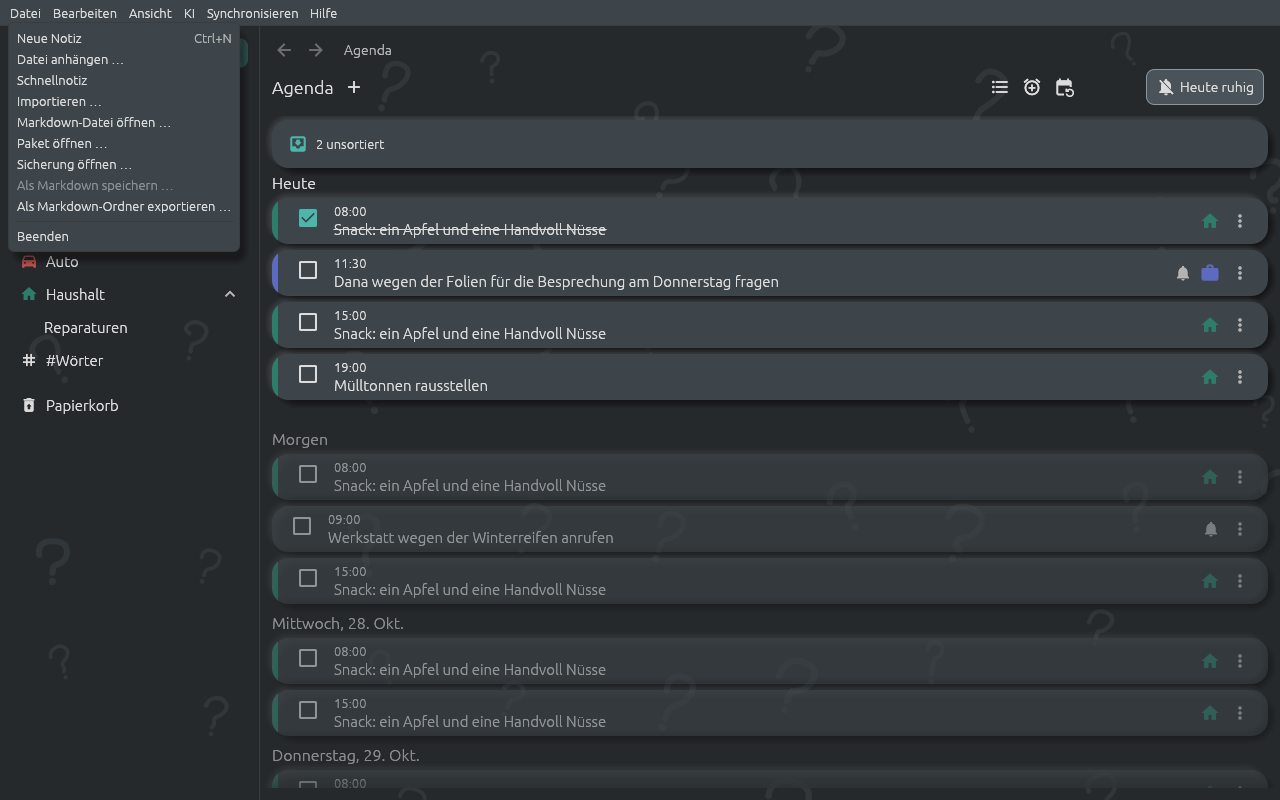 Datei Bearbeiten Ansicht KI Synchronisieren Hilfe
Neue Notiz Ctrl+N
Datei anhängen …
Schnellnotiz
Importieren …
Markdown-Datei öffnen …
Paket öffnen …
Sicherung öffnen …
Als Markdown speichern …
Als Markdown-Ordner exportieren …
Beenden
Auto
Haushalt
Reparaturen
#Wörter
Papierkorb
Agenda
Agenda
Heute ruhig
2 unsortiert
Heute
08:00
Snack: ein Apfel und eine Handvoll Nüsse
11:30
Dana wegen der Folien für die Besprechung am Donnerstag fragen
15:00
Snack: ein Apfel und eine Handvoll Nüsse
19:00
Mülltonnen rausstellen
Morgen
08:00
Snack: ein Apfel und eine Handvoll Nüsse
09:00
Werkstatt wegen der Winterreifen anrufen
15:00
Snack: ein Apfel und eine Handvoll Nüsse
Mittwoch, 28. Okt.
08:00
Snack: ein Apfel und eine Handvoll Nüsse
15:00
Snack: ein Apfel und eine Handvoll Nüsse
Donnerstag, 29. Okt.
08:00